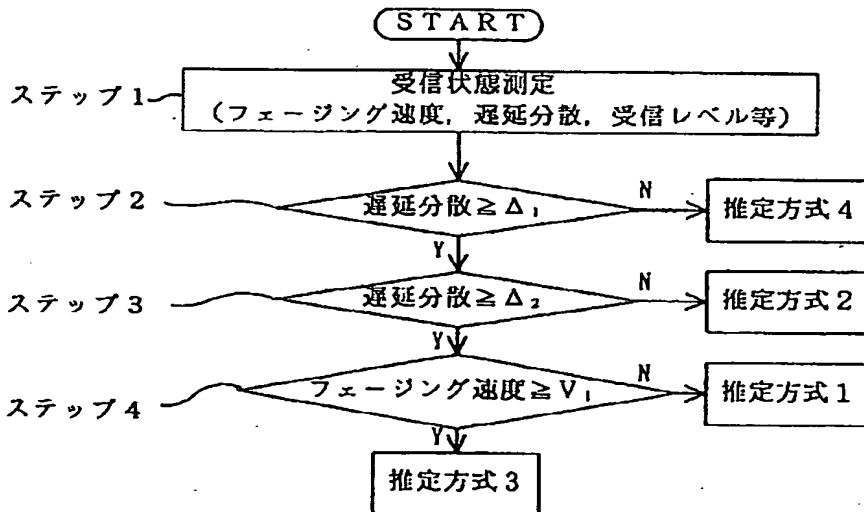 START
ステップ1
受信状態測定
(フェージング速度, 遅延分散, 受信レベル等)
ステップ2
遅延分散≧Δ₁
N
推定方式4
Y
ステップ3
遅延分散≧Δ₂
N
推定方式2
Y
ステップ4
フェージング速度≧V₁
N
推定方式1
Y
推定方式3